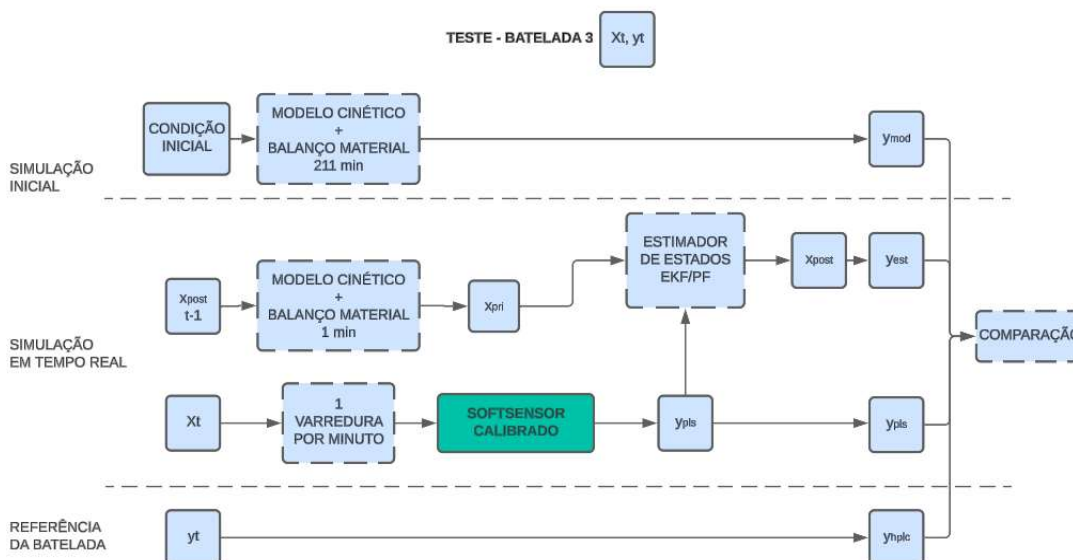 TESTE - BATELADA 3
Xt, yt
CONDIÇÃO
INICIAL
MODELO CINÉTICO
+
BALANÇO MATERIAL
211 min
ymod
SIMULAÇÃO
INICIAL
xpost
t-1
MODELO CINÉTICO
+
BALANÇO MATERIAL
1 min
xpri
ESTIMADOR
DE ESTADOS
EKF/PF
xpost
yest
SIMULAÇÃO
EM TEMPO REAL
COMPARAÇÃO
Xt
1
VARREDURA
POR MINUTO
SOFTSENSOR
CALIBRADO
ypls
ypls
REFERÊNCIA
DA BATELADA
yt
yhplc